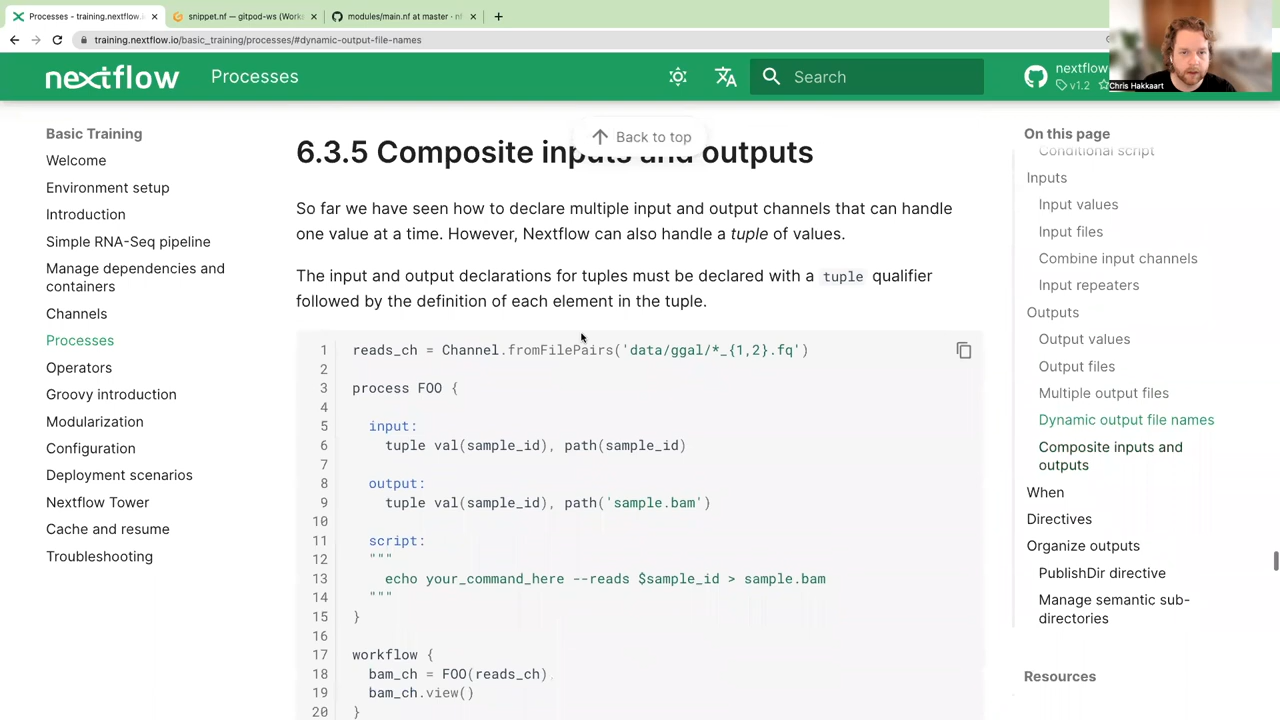 Processes - training.nextflow.i
snippet.nf — gitpod-ws (Works
modules/main.nf at master · nf
training.nextflow.io/basic_training/processes/#dynamic-output-file-names
Chris Hakkaart
nextflow
Processes
Search
nextflow
v1.2
Basic Training
Welcome
Environment setup
Introduction
Simple RNA-Seq pipeline
Manage dependencies and
containers
Channels
Processes
Operators
Groovy introduction
Modularization
Configuration
Deployment scenarios
Nextflow Tower
Cache and resume
Troubleshooting
Back to top
6.3.5 Composite inputs and outputs
So far we have seen how to declare multiple input and output channels that can handle
one value at a time. However, Nextflow can also handle a tuple of values.
The input and output declarations for tuples must be declared with a tuple qualifier
followed by the definition of each element in the tuple.
1 reads_ch = Channel.fromFilePairs('data/ggal/*_{1,2}.fq')
2
3 process FOO {
4
5 input:
6 tuple val(sample_id), path(sample_id)
7
8 output:
9 tuple val(sample_id), path('sample.bam')
10
11 script:
12 """
13 echo your_command_here --reads $sample_id > sample.bam
14 """
15 }
16
17 workflow {
18 bam_ch = FOO(reads_ch)
19 bam_ch.view()
20 }
On this page
Conditional script
Inputs
Input values
Input files
Combine input channels
Input repeaters
Outputs
Output values
Output files
Multiple output files
Dynamic output file names
Composite inputs and
outputs
When
Directives
Organize outputs
PublishDir directive
Manage semantic sub-
directories
Resources